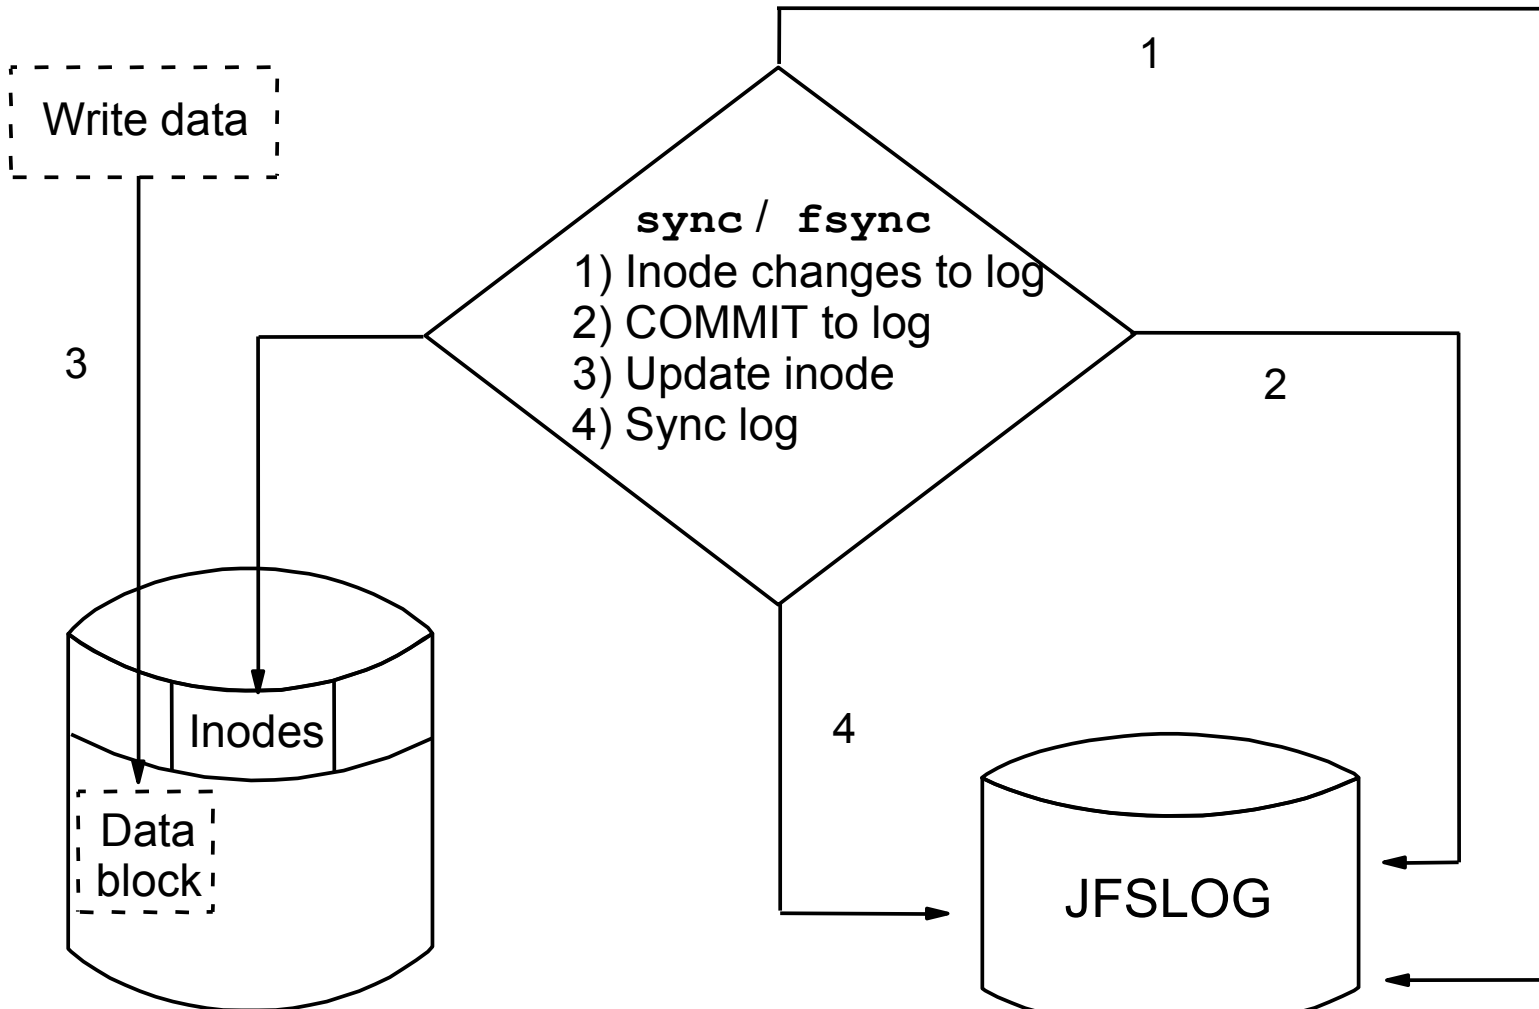 1
Write data
sync / fsync
1) Inode changes to log
2) COMMIT to log
3) Update inode
4) Sync log
3
2
Inodes
4
Data
block
JFSLOG